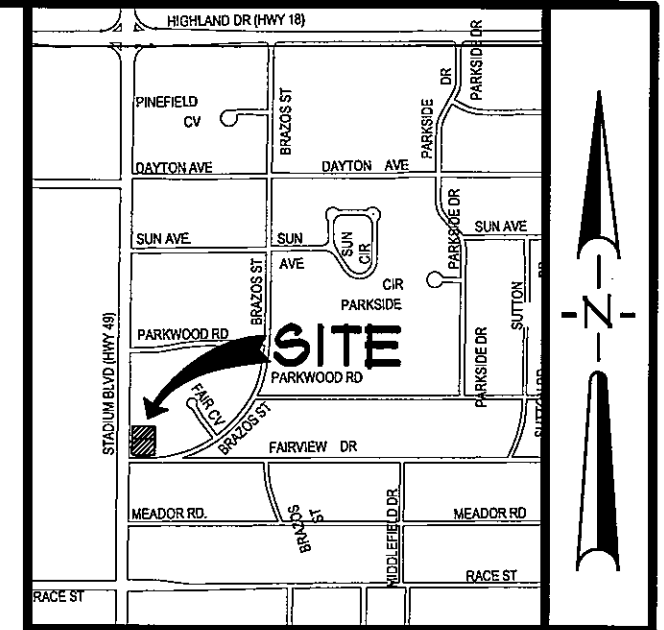 HIGHLAND DR (HWY 18)
PARKSIDE DR
PARKSIDE DR
PINEFIELD
CV
BRAZOS ST
DAYTON AVE
DAYTON AVE
PARKSIDE DR
SUN AVE
SUN
AVE
SUN
CIR
SUN AVE
CIR
PARKSIDE
BRAZOS ST
SUTTON
-N-
STADIUM BLVD (HWY 49)
PARKWOOD RD
SITE
PARKWOOD RD
PARKSIDE DR
FAIR CV
BRAZOS ST
FAIRVIEW DR
MEADOR RD.
BRAZOS
ST
MIDDLEFIELD DR
MEADOR RD
RACE ST
RACE ST